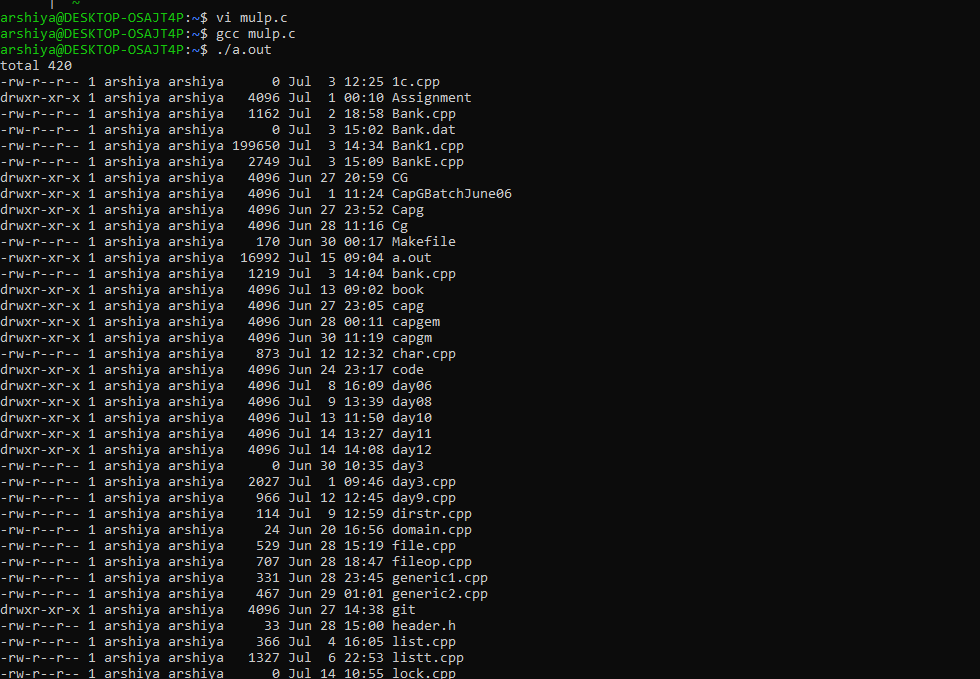 arshiya@DESKTOP-OSAJT4P:~$ vi mulp.c
arshiya@DESKTOP-OSAJT4P:~$ gcc mulp.c
arshiya@DESKTOP-OSAJT4P:~$ ./a.out
total 420
-rw-r--r-- 1 arshiya arshiya      0 Jul  3 12:25 1c.cpp
drwxr-xr-x 1 arshiya arshiya   4096 Jul  1 00:10 Assignment
-rw-r--r-- 1 arshiya arshiya   1162 Jul  2 18:58 Bank.cpp
-rw-r--r-- 1 arshiya arshiya      0 Jul  3 15:02 Bank.dat
-rw-r--r-- 1 arshiya arshiya 199650 Jul  3 14:34 Bank1.cpp
-rw-r--r-- 1 arshiya arshiya   2749 Jul  3 15:09 BankE.cpp
drwxr-xr-x 1 arshiya arshiya   4096 Jun 27 20:59 CG
drwxr-xr-x 1 arshiya arshiya   4096 Jul  1 11:24 CapGBatchJune06
drwxr-xr-x 1 arshiya arshiya   4096 Jun 27 23:52 Capg
drwxr-xr-x 1 arshiya arshiya   4096 Jun 28 11:16 Cg
-rw-r--r-- 1 arshiya arshiya    170 Jun 30 00:17 Makefile
-rwxr-xr-x 1 arshiya arshiya  16992 Jul 15 09:04 a.out
-rw-r--r-- 1 arshiya arshiya   1219 Jul  3 14:04 bank.cpp
drwxr-xr-x 1 arshiya arshiya   4096 Jul 13 09:02 book
drwxr-xr-x 1 arshiya arshiya   4096 Jun 27 23:05 capg
drwxr-xr-x 1 arshiya arshiya   4096 Jun 28 00:11 capgem
drwxr-xr-x 1 arshiya arshiya   4096 Jun 30 11:19 capgm
-rw-r--r-- 1 arshiya arshiya    873 Jul 12 12:32 char.cpp
drwxr-xr-x 1 arshiya arshiya   4096 Jun 24 23:17 code
drwxr-xr-x 1 arshiya arshiya   4096 Jul  8 16:09 day06
drwxr-xr-x 1 arshiya arshiya   4096 Jul  9 13:39 day08
drwxr-xr-x 1 arshiya arshiya   4096 Jul 13 11:50 day10
drwxr-xr-x 1 arshiya arshiya   4096 Jul 14 13:27 day11
drwxr-xr-x 1 arshiya arshiya   4096 Jul 14 14:08 day12
-rw-r--r-- 1 arshiya arshiya      0 Jun 30 10:35 day3
-rw-r--r-- 1 arshiya arshiya   2027 Jul  1 09:46 day3.cpp
-rw-r--r-- 1 arshiya arshiya    966 Jul 12 12:45 day9.cpp
-rw-r--r-- 1 arshiya arshiya    114 Jul  9 12:59 dirstr.cpp
-rw-r--r-- 1 arshiya arshiya     24 Jun 20 16:56 domain.cpp
-rw-r--r-- 1 arshiya arshiya    529 Jun 28 15:19 file.cpp
-rw-r--r-- 1 arshiya arshiya    707 Jun 28 18:47 fileop.cpp
-rw-r--r-- 1 arshiya arshiya    331 Jun 28 23:45 generic1.cpp
-rw-r--r-- 1 arshiya arshiya    467 Jun 29 01:01 generic2.cpp
drwxr-xr-x 1 arshiya arshiya   4096 Jun 27 14:38 git
-rw-r--r-- 1 arshiya arshiya     33 Jun 28 15:00 header.h
-rw-r--r-- 1 arshiya arshiya    366 Jul  4 16:05 list.cpp
-rw-r--r-- 1 arshiya arshiya   1327 Jul  6 22:53 listt.cpp
-rw-r--r-- 1 arshiya arshiya      0 Jul 14 10:55 lock.cpp